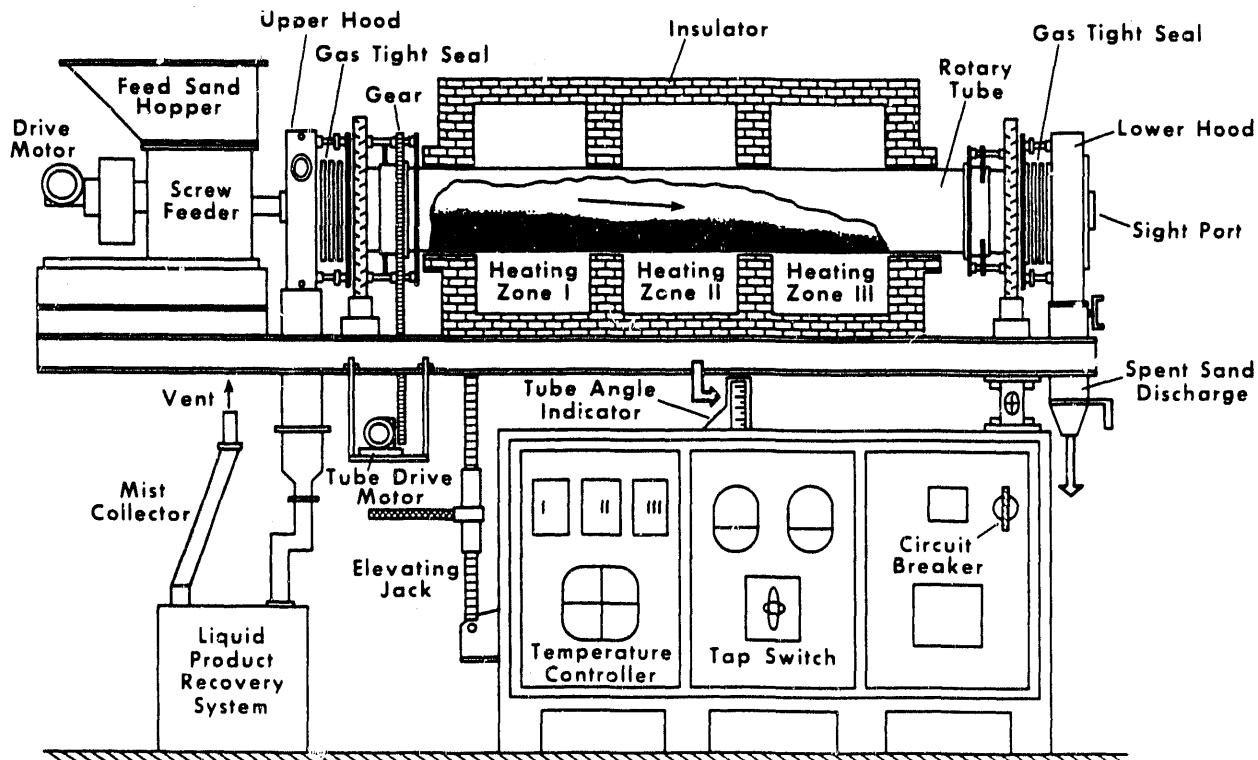 Upper Hood
Gas Tight Seal
Insulator
Gas Tight Seal
Feed Sand
Hopper
Gear
Rotary
Tube
Drive
Motor
Lower Hood
Screw
Feeder
Sight Port
Heating
Zone I
Heating
Zone II
Heating
Zone III
Vent
Tube Angle
Indicator
Spent Sand
Discharge
Mist
Collector
Tube Drive
Motor
I
II
III
Circuit
Breaker
Elevating
Jack
Liquid
Product
Recovery
System
Temperature
Controller
Tap Switch